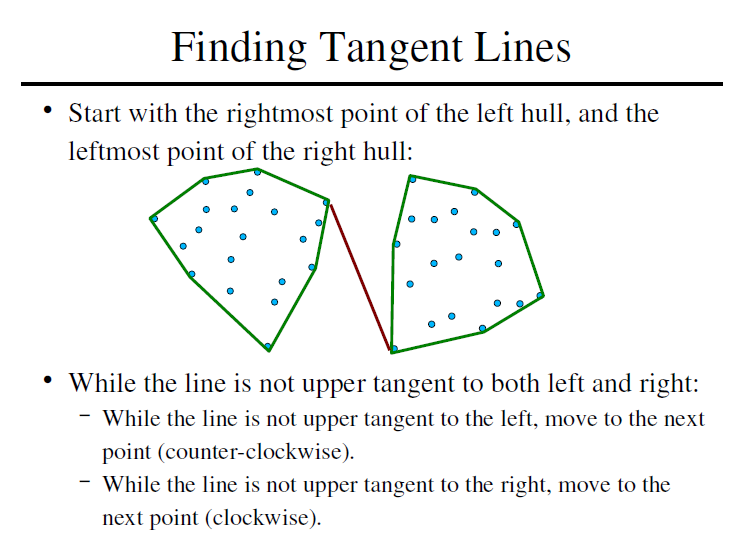 Finding Tangent Lines
• Start with the rightmost point of the left hull, and the
leftmost point of the right hull:
• While the line is not upper tangent to both left and right:
– While the line is not upper tangent to the left, move to the next
point (counter-clockwise).
– While the line is not upper tangent to the right, move to the
next point (clockwise).